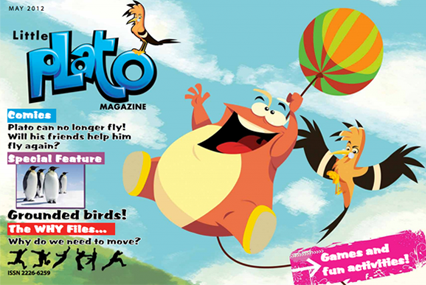 MAY 2012
Little
Plato
MAGAZINE
Comics
Plato can no longer fly!
Will his friends help him
fly again?
Special Feature
Grounded birds!
The WHY Files...
Why do we need to move?
ISSN 2226-6259
Games and
fun activities!